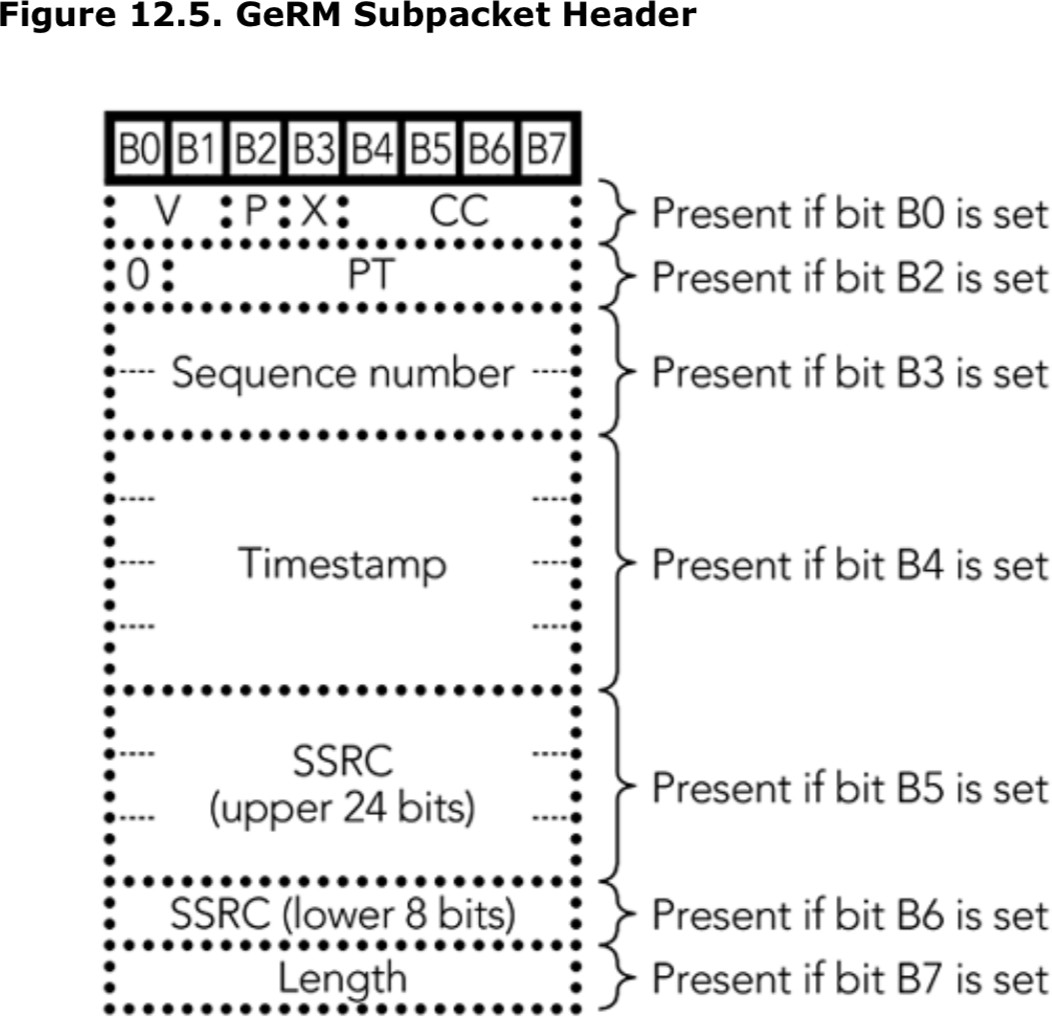 Figure 12.5. GeRM Subpacket Header
B0 B1 B2 B3 B4 B5 B6 B7
V P X CC Present if bit B0 is set
0 PT Present if bit B2 is set
Sequence number Present if bit B3 is set
Timestamp Present if bit B4 is set
SSRC
(upper 24 bits) Present if bit B5 is set
SSRC (lower 8 bits) Present if bit B6 is set
Length Present if bit B7 is set